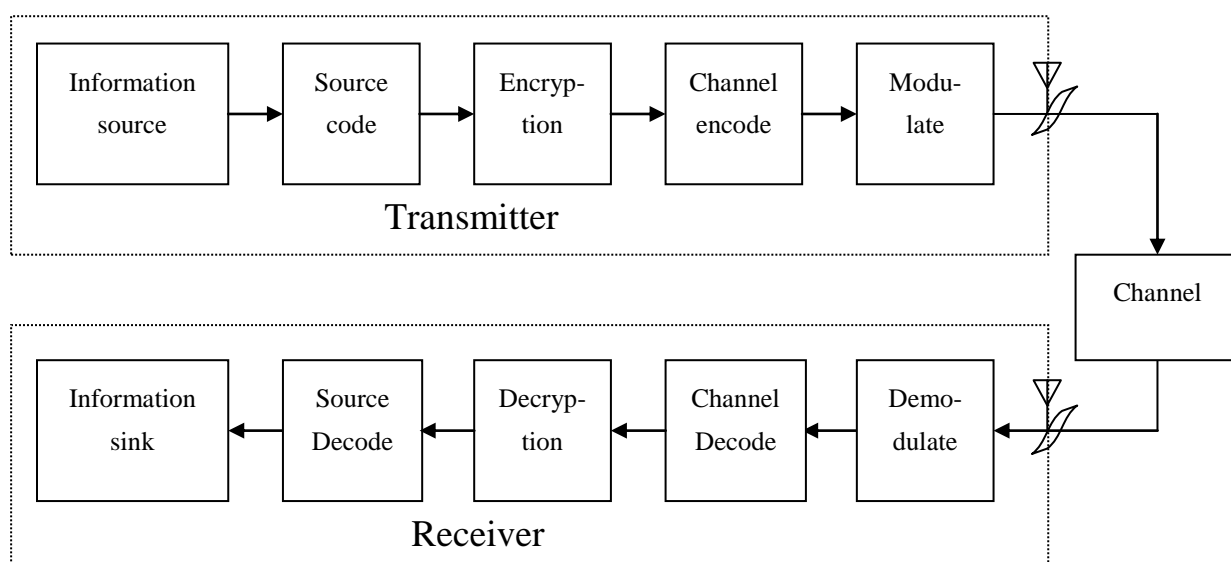 Information
source
Source
code
Encryp-
tion
Channel
encode
Modu-
late
Transmitter
Channel
Information
sink
Source
Decode
Decryp-
tion
Channel
Decode
Demo-
dulate
Receiver